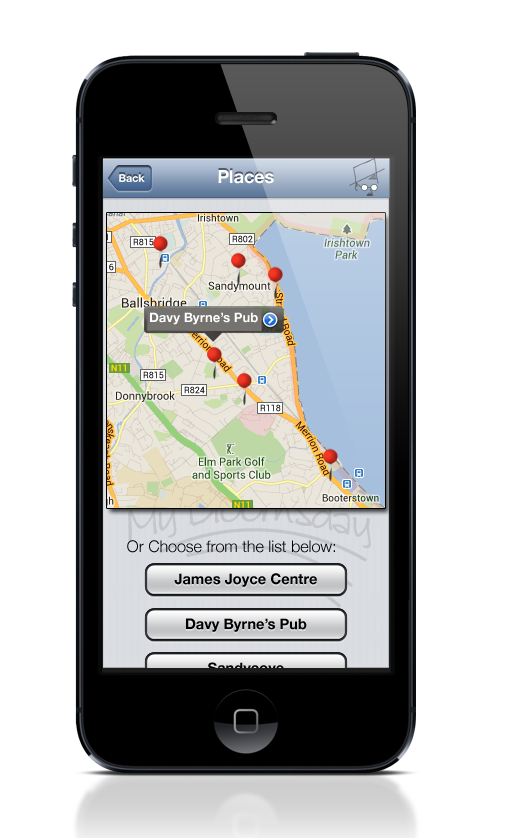 Back
Places
Irishtown
R815
R802
Irishtown
Park
6
Sandymount
Ballsbridge
Davy Byrne's Pub
Road
Merrion Road
N11
R815
R824
Donnybrook
R118
Merrion Road
Elm Park Golf
and Sports Club
N11
Booterstown
My Bloomsday
Or Choose from the list below:
James Joyce Centre
Davy Byrne's Pub